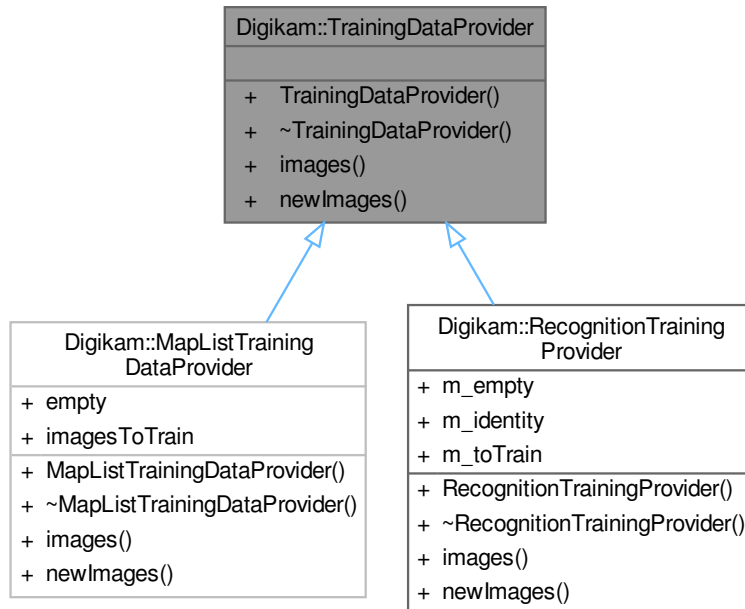 Digikam::TrainingDataProvider
+ TrainingDataProvider()
+ ~TrainingDataProvider()
+ images()
+ newImages()
Digikam::MapListTraining
DataProvider
+ empty
+ imagesToTrain
+ MapListTrainingDataProvider()
+ ~MapListTrainingDataProvider()
+ images()
+ newImages()
Digikam::RecognitionTraining
Provider
+ m_empty
+ m_identity
+ m_toTrain
+ RecognitionTrainingProvider()
+ ~RecognitionTrainingProvider()
+ images()
+ newImages()